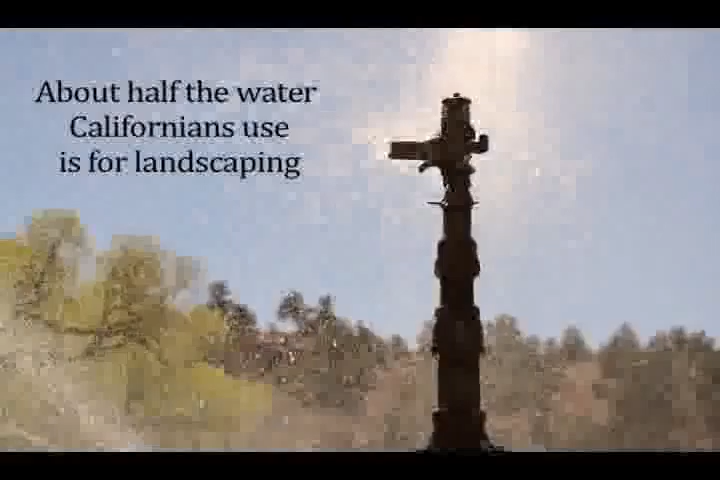 About half the water
Californians use
is for landscaping